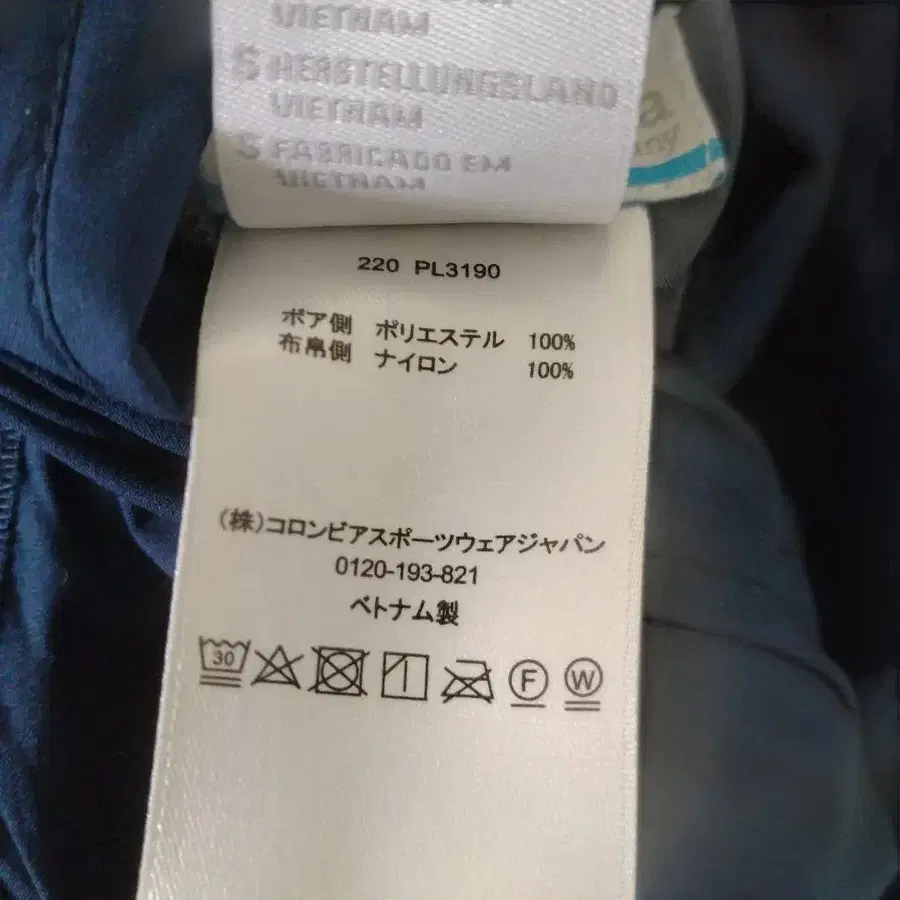 VIETNAM
S HERSTELLUNGSLAND
VIETNAM
S FABRICADO EM
VIETNAM
220 PL3190
ボア側 ポリエステル 100%
布帛側 ナイロン 100%
(株)コロンビアスポーツウェアジャパン
0120-193-821
ベトナム製
30
F W